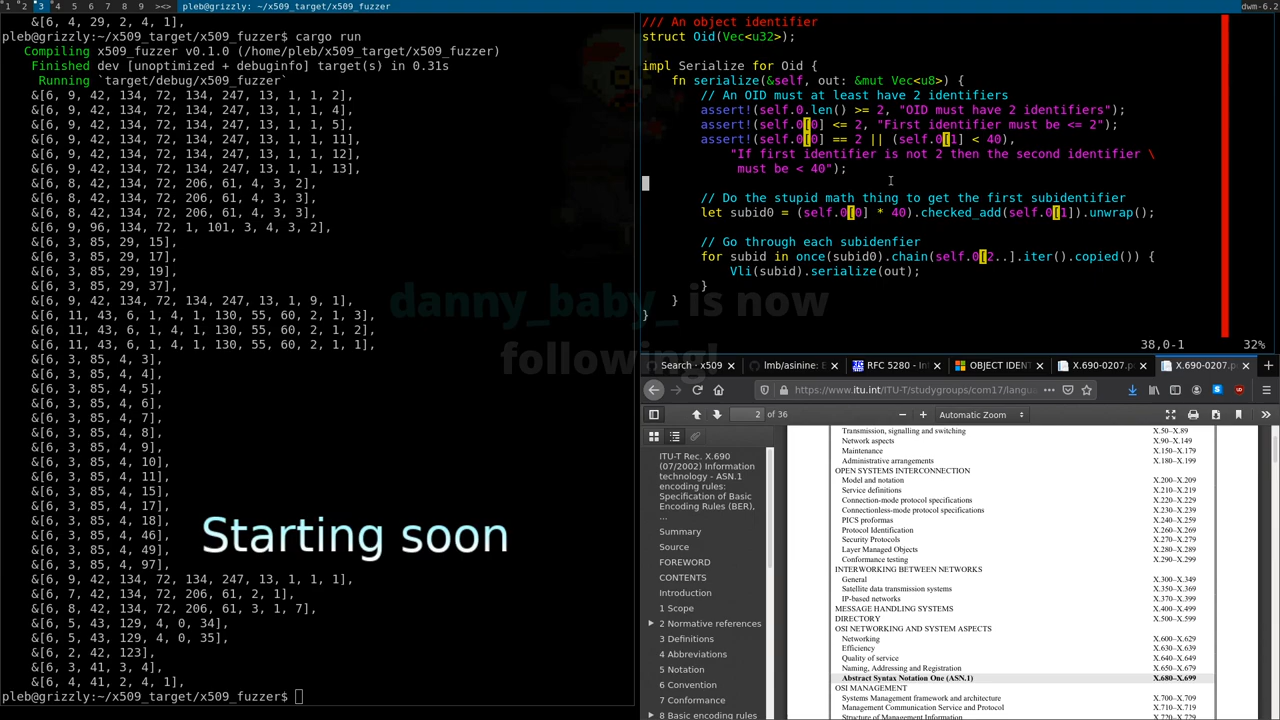 1 2 3 4 5 6 7 8 9 []= pleb@grizzly: ~/x509_target/x509_fuzzer dwm-6.2
&[6, 4, 29, 2, 4, 1],
pleb@grizzly:~/x509_target/x509_fuzzer$ cargo run
Compiling x509_fuzzer v0.1.0 (/home/pleb/x509_target/x509_fuzzer)
Finished dev [unoptimized + debuginfo] target(s) in 0.31s
Running `target/debug/x509_fuzzer`
&[6, 9, 42, 134, 72, 134, 247, 13, 1, 1, 2],
&[6, 9, 42, 134, 72, 134, 247, 13, 1, 1, 4],
&[6, 9, 42, 134, 72, 134, 247, 13, 1, 1, 5],
&[6, 9, 42, 134, 72, 134, 247, 13, 1, 1, 11],
&[6, 9, 42, 134, 72, 134, 247, 13, 1, 1, 12],
&[6, 9, 42, 134, 72, 134, 247, 13, 1, 1, 13],
&[6, 8, 42, 134, 72, 206, 61, 4, 3, 2],
&[6, 8, 42, 134, 72, 206, 61, 4, 3, 3],
&[6, 8, 42, 134, 72, 206, 61, 4, 3, 3],
&[6, 9, 96, 134, 72, 1, 101, 3, 4, 3, 2],
&[6, 3, 85, 29, 15],
&[6, 3, 85, 29, 17],
&[6, 3, 85, 29, 19],
&[6, 3, 85, 29, 37],
&[6, 9, 42, 134, 72, 134, 247, 13, 1, 9, 1],
&[6, 11, 43, 6, 1, 4, 1, 130, 55, 60, 2, 1, 3],
&[6, 11, 43, 6, 1, 4, 1, 130, 55, 60, 2, 1, 2],
&[6, 11, 43, 6, 1, 4, 1, 130, 55, 60, 2, 1, 1],
&[6, 3, 85, 4, 3],
&[6, 3, 85, 4, 4],
&[6, 3, 85, 4, 5],
&[6, 3, 85, 4, 6],
&[6, 3, 85, 4, 7],
&[6, 3, 85, 4, 8],
&[6, 3, 85, 4, 9],
&[6, 3, 85, 4, 10],
&[6, 3, 85, 4, 11],
&[6, 3, 85, 4, 15],
&[6, 3, 85, 4, 17],
&[6, 3, 85, 4, 18],
&[6, 3, 85, 4, 46],
&[6, 3, 85, 4, 49],
&[6, 3, 85, 4, 97],
&[6, 9, 42, 134, 72, 134, 247, 13, 1, 1, 1],
&[6, 7, 42, 134, 72, 206, 61, 2, 1],
&[6, 8, 42, 134, 72, 206, 61, 3, 1, 7],
&[6, 5, 43, 129, 4, 0, 34],
&[6, 5, 43, 129, 4, 0, 35],
&[6, 2, 42, 123],
&[6, 3, 41, 3, 4],
&[6, 4, 41, 2, 4, 1],
pleb@grizzly:~/x509_target/x509_fuzzer$
Starting soon
danny_baby_ is now
following!
/// An object identifier
struct Oid(Vec<u32>);
impl Serialize for Oid {
fn serialize(&self, out: &mut Vec<u8>) {
// An OID must at least have 2 identifiers
assert!(self.0.len() >= 2, "OID must have 2 identifiers");
assert!(self.0[0] <= 2, "First identifier must be <= 2");
assert!(self.0[0] == 2 || (self.0[1] < 40),
"If first identifier is not 2 then the second identifier \
must be < 40");
// Do the stupid math thing to get the first subidentifier
let subid0 = (self.0[0] * 40).checked_add(self.0[1]).unwrap();
// Go through each subidenfier
for subid in once(subid0).chain(self.0[2..].iter().copied()) {
Vli(subid).serialize(out);
}
}
}
38,0-1 32%
Search · x509 lmb/asinine: E RFC 5280 - Int OBJECT IDENT X.690-0207.p X.690-0207.p
https://www.itu.int/ITU-T/studygroups/com17/langu
2 of 36 Automatic Zoom
ITU-T Rec. X.690
(07/2002) Information
technology - ASN.1
encoding rules:
Specification of Basic
Encoding Rules (BER),
...
Summary
Source
FOREWORD
CONTENTS
Introduction
1 Scope
2 Normative references
3 Definitions
4 Abbreviations
5 Notation
6 Convention
7 Conformance
8 Basic encoding rules
Transmission, signalling and switching X.50–X.89
Network aspects X.90–X.149
Maintenance X.150–X.179
Administrative arrangements X.180–X.199
OPEN SYSTEMS INTERCONNECTION
Model and notation X.200–X.209
Service definitions X.210–X.219
Connection-mode protocol specifications X.220–X.229
Connectionless-mode protocol specifications X.230–X.239
PICS proformas X.240–X.259
Protocol Identification X.260–X.269
Security Protocols X.270–X.279
Layer Managed Objects X.280–X.289
Conformance testing X.290–X.299
INTERWORKING BETWEEN NETWORKS
General X.300–X.349
Satellite data transmission systems X.350–X.369
IP-based networks X.370–X.399
MESSAGE HANDLING SYSTEMS X.400–X.499
DIRECTORY X.500–X.599
OSI NETWORKING AND SYSTEM ASPECTS
Networking X.600–X.629
Efficiency X.630–X.639
Quality of service X.640–X.649
Naming, Addressing and Registration X.650–X.679
Abstract Syntax Notation One (ASN.1) X.680–X.699
OSI MANAGEMENT
Systems Management framework and architecture X.700–X.709
Management Communication Service and Protocol X.710–X.719
Structure of Management Information X.720–X.729